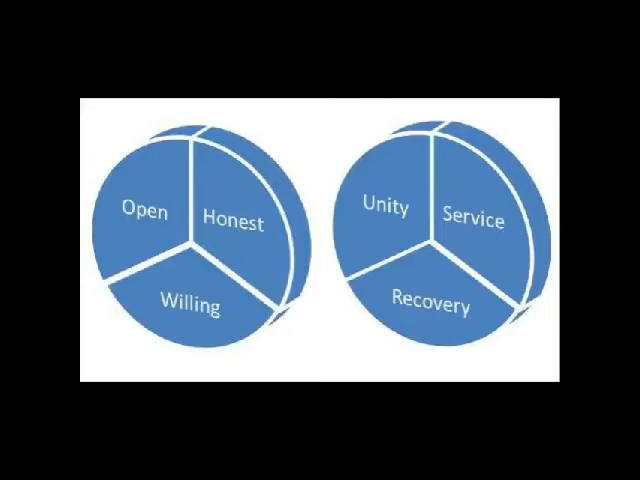 Open
Honest
Willing
Unity
Service
Recovery